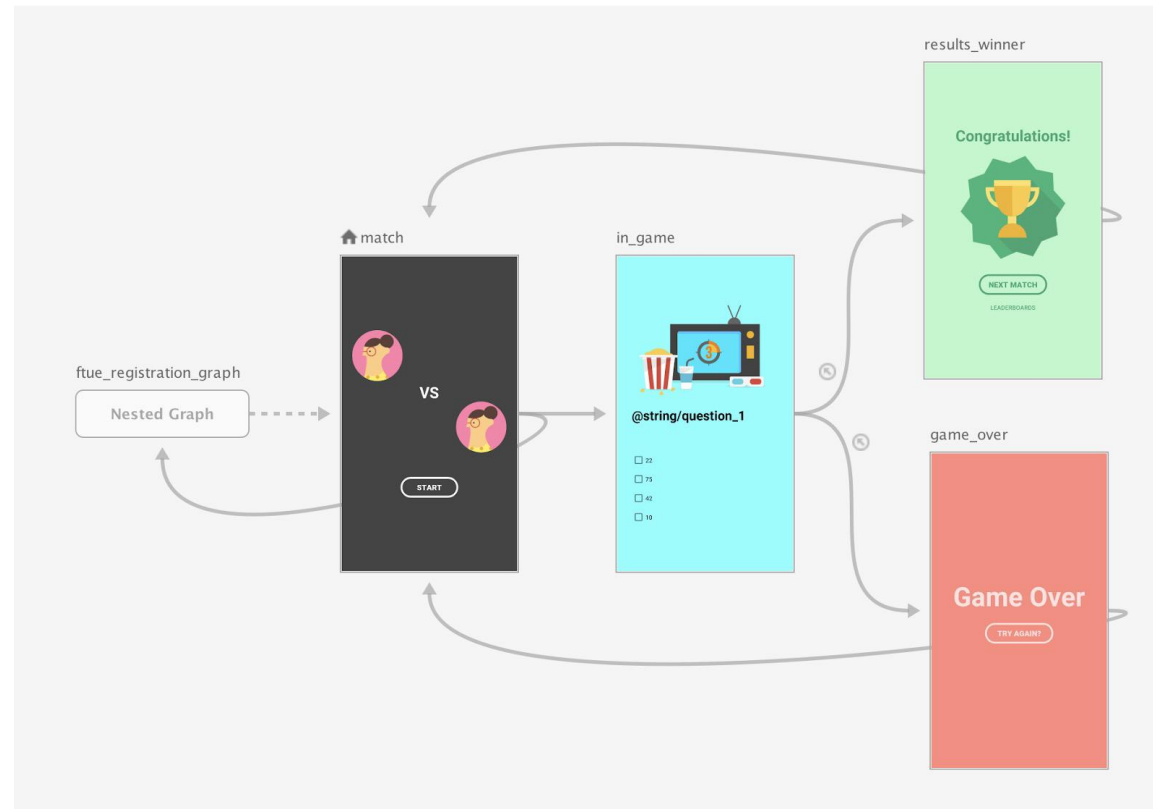 results_winner
Congratulations!
NEXT MATCH
LEADERBOARDS
match
VS
START
in_game
3
@string/question_1
22
75
42
10
ftue_registration_graph
Nested Graph
game_over
Game Over
TRY AGAIN?